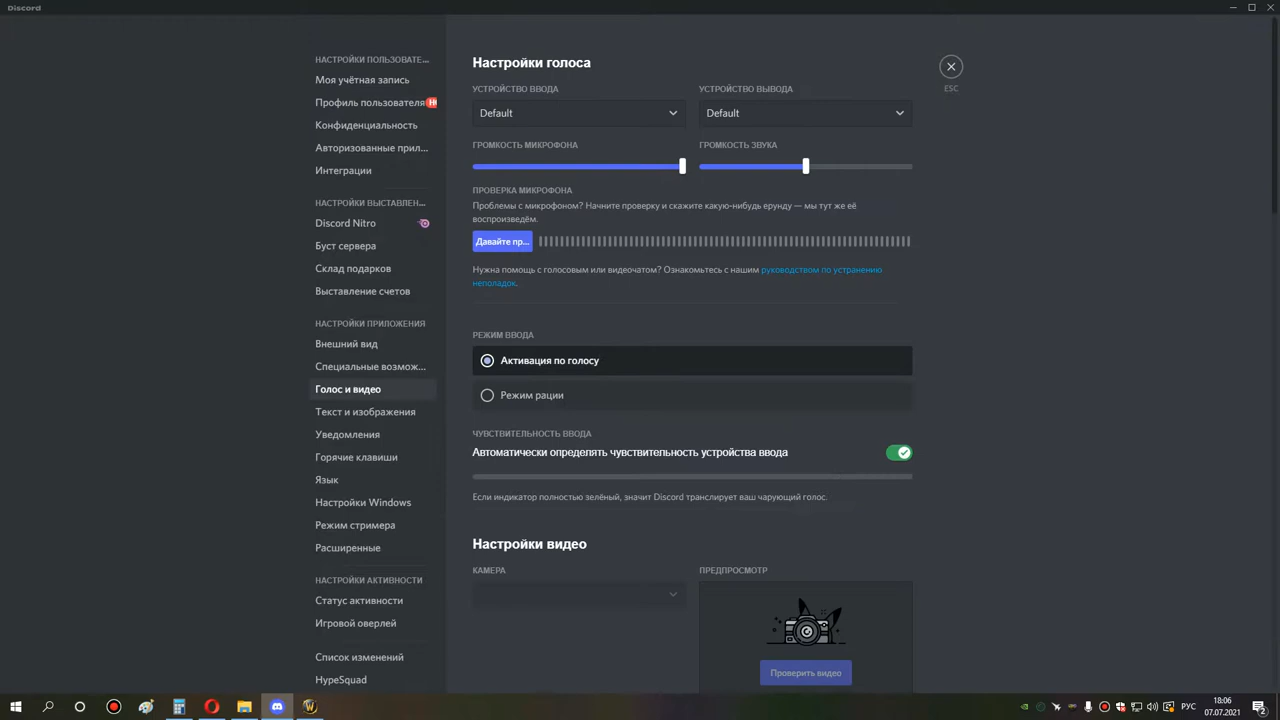 Discord
НАСТРОЙКИ ПОЛЬЗОВАТЕ...
Моя учётная запись
Профиль пользователя
Конфиденциальность
Авторизованные прил...
Интеграции
НАСТРОЙКИ ВЫСТАВЛЕН...
Discord Nitro
Буст сервера
Склад подарков
Выставление счетов
НАСТРОЙКИ ПРИЛОЖЕНИЯ
Внешний вид
Специальные возмож...
Голос и видео
Текст и изображения
Уведомления
Горячие клавиши
Язык
Настройки Windows
Режим стримера
Расширенные
НАСТРОЙКИ АКТИВНОСТИ
Статус активности
Игровой оверлей
Список изменений
HypeSquad
Настройки голоса
ESC
УСТРОЙСТВО ВВОДА
УСТРОЙСТВО ВЫВОДА
Default
Default
ГРОМКОСТЬ МИКРОФОНА
ГРОМКОСТЬ ЗВУКА
ПРОВЕРКА МИКРОФОНА
Проблемы с микрофоном? Начните проверку и скажите какую-нибудь ерунду — мы тут же её
воспроизведём.
Давайте пр...
Нужна помощь с голосовым или видеочатом? Ознакомьтесь с нашим руководством по устранению
неполадок.
РЕЖИМ ВВОДА
Активация по голосу
Режим рации
ЧУВСТВИТЕЛЬНОСТЬ ВВОДА
Автоматически определять чувствительность устройства ввода
Если индикатор полностью зелёный, значит Discord транслирует ваш чарующий голос.
Настройки видео
КАМЕРА
ПРЕДПРОСМОТР
Проверить видео
РУС
18:06
07.07.2021
2